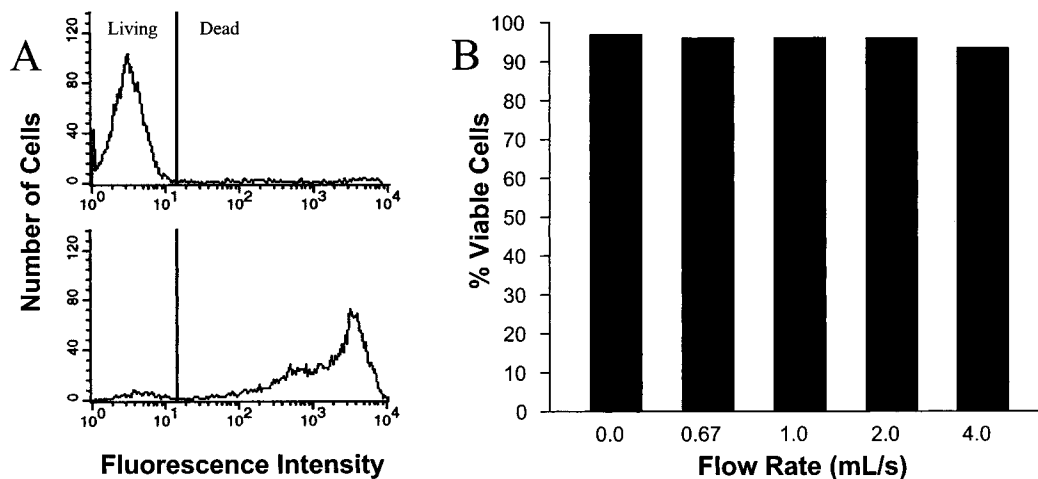 A
Living Dead
120
80
40
0
10^0 10^1 10^2 10^3 10^4
120
80
40
0
10^0 10^1 10^2 10^3 10^4
Number of Cells
Fluorescence Intensity
B
100
90
80
70
60
50
40
30
20
10
0
% Viable Cells
0.0 0.67 1.0 2.0 4.0
Flow Rate (mL/s)